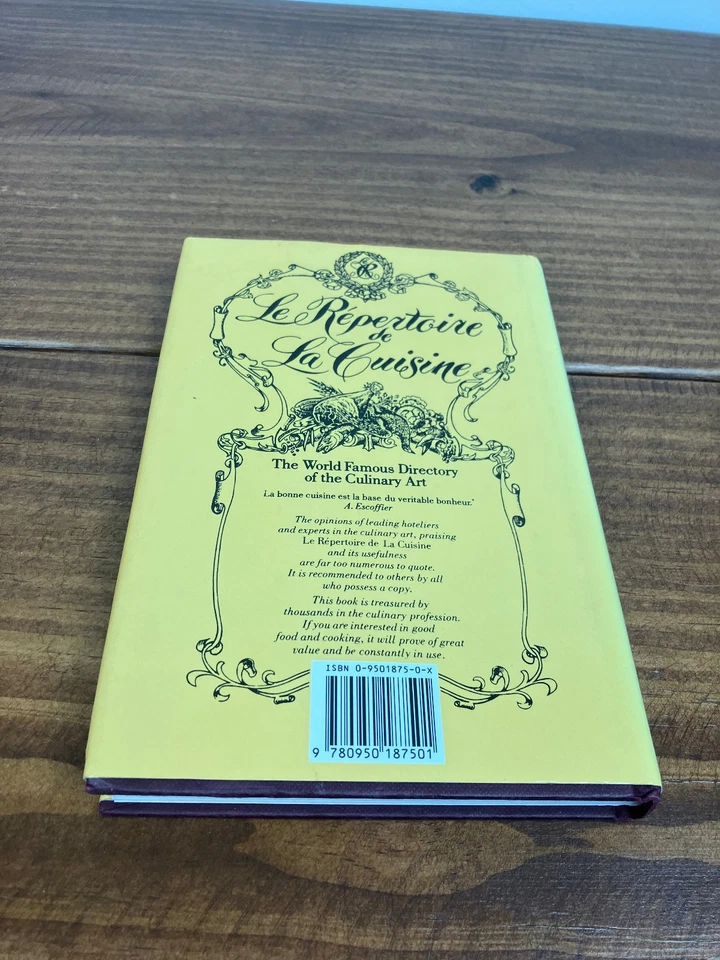 R
Le Répertoire
de
La Cuisine
The World Famous Directory
of the Culinary Art
La bonne cuisine est la base du veritable bonheur.'
A. Escoffier
The opinions of leading hoteliers
and experts in the culinary art, praising
Le Répertoire de La Cuisine
and its usefulness
are far too numerous to quote.
It is recommended to others by all
who possess a copy.
This book is treasured by
thousands in the culinary profession.
If you are interested in good
food and cooking, it will prove of great
value and be constantly in use.
ISBN 0-9501875-0-X
9 780950 187501